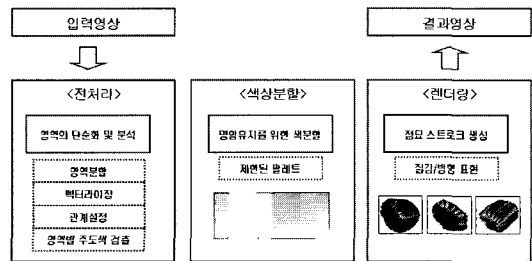 입력영상
결과영상
<전처리>
영역의 단순화 및 분석
영역분할
벡터라이징
관계설정
영역별 주도색 검출
<색상분할>
명암유지를 위한 색분할
제한된 팔레트
<렌더링>
점묘 스트로크 생성
질감/방향 표현